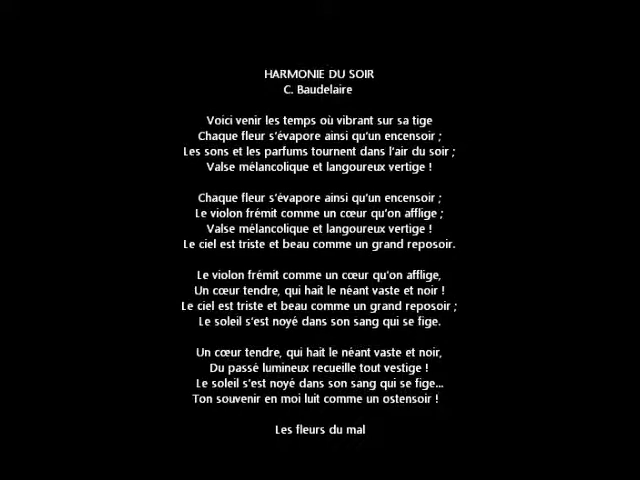 HARMONIE DU SOIR
C. Baudelaire
Voici venir les temps où vibrant sur sa tige
Chaque fleur s'évapore ainsi qu'un encensoir ;
Les sons et les parfums tournent dans l'air du soir ;
Valse mélancolique et langoureux vertige !
Chaque fleur s'évapore ainsi qu'un encensoir ;
Le violon frémit comme un cœur qu'on afflige ;
Valse mélancolique et langoureux vertige !
Le ciel est triste et beau comme un grand reposoir.
Le violon frémit comme un cœur qu'on afflige,
Un cœur tendre, qui hait le néant vaste et noir !
Le ciel est triste et beau comme un grand reposoir ;
Le soleil s'est noyé dans son sang qui se fige.
Un cœur tendre, qui hait le néant vaste et noir,
Du passé lumineux recueille tout vestige !
Le soleil s'est noyé dans son sang qui se fige...
Ton souvenir en moi luit comme un ostensoir !
Les fleurs du mal